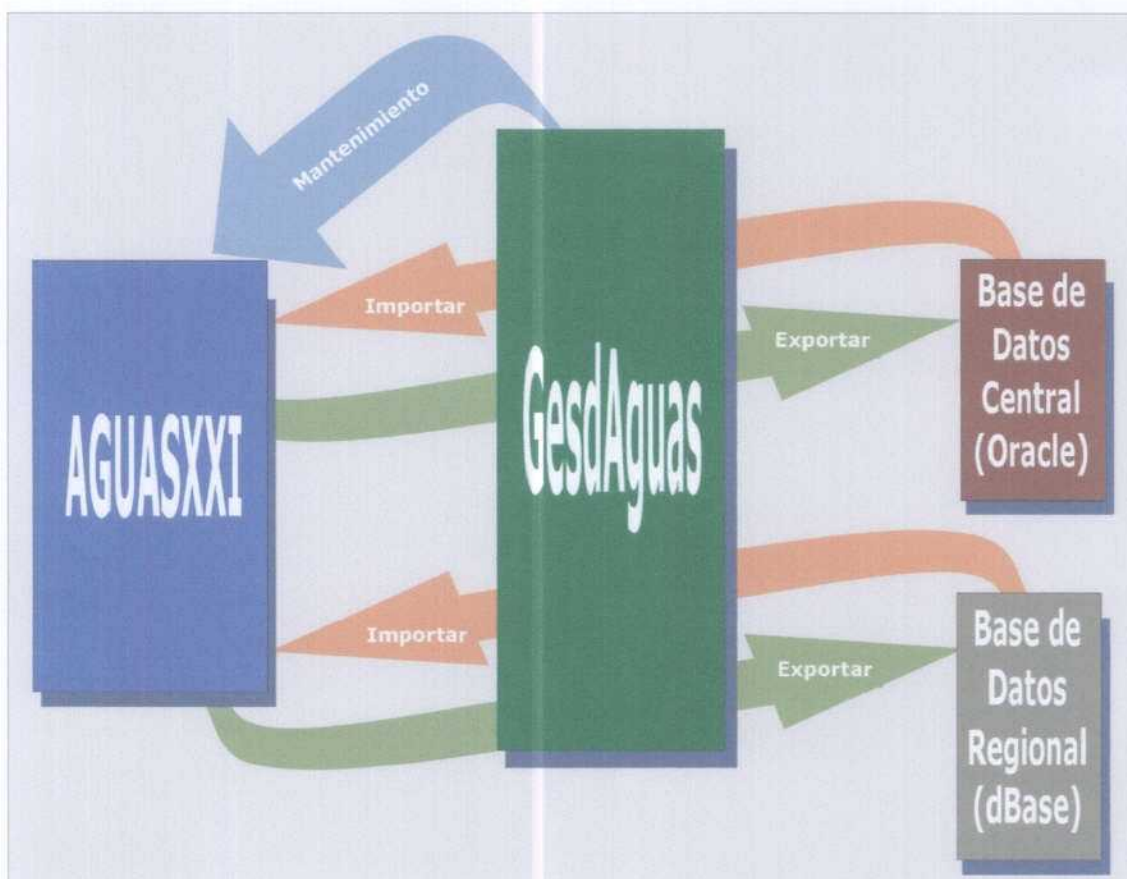 Mantenimiento
Importar
Exportar
AGUASXXI
GesdAguas
Base de
Datos
Central
(Oracle)
Importar
Exportar
Base de
Datos
Regional
(dBase)